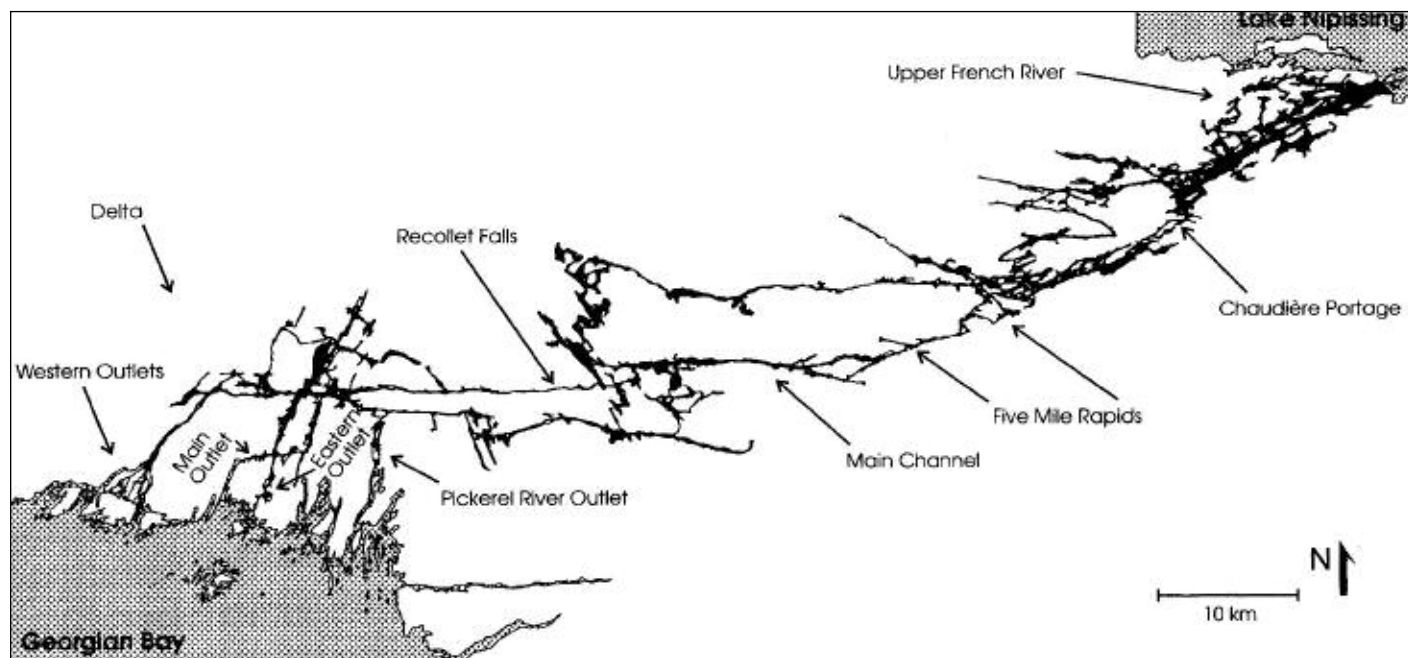 Lake Nipissing
Upper French River
Delta
Recollet Falls
Chaudière Portage
Western Outlets
Main
Outlet
Eastern
Outlet
Five Mile Rapids
Main Channel
Pickerel River Outlet
N
10 km
Georgian Bay